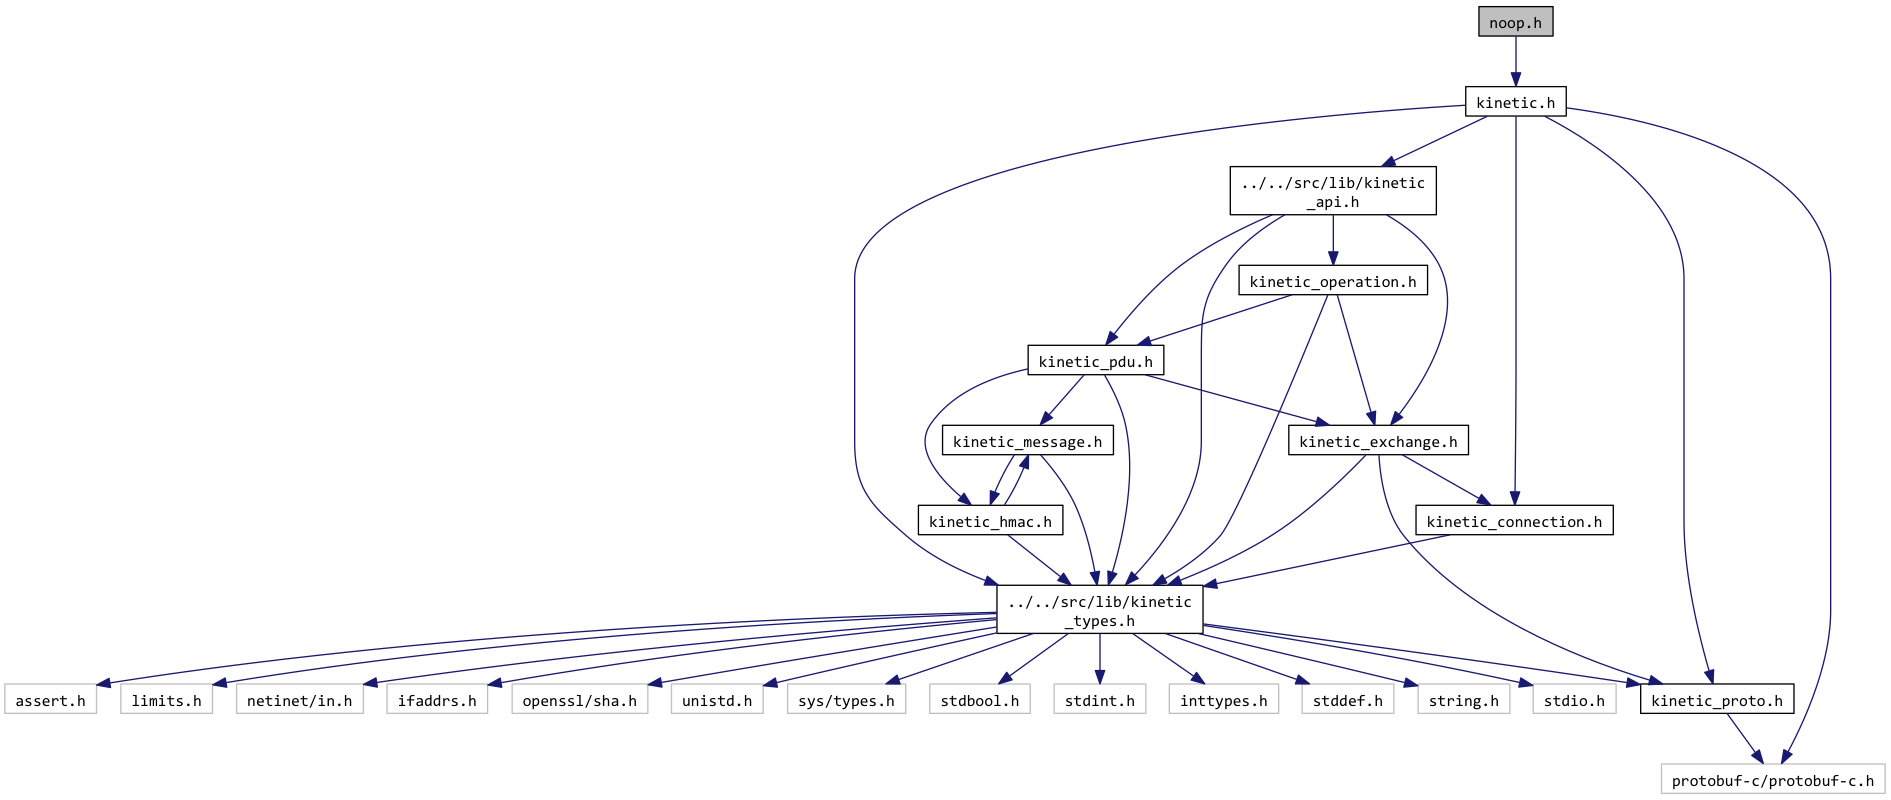 noop.h
kinetic.h
../../src/lib/kinetic
_api.h
kinetic_operation.h
kinetic_pdu.h
kinetic_message.h
kinetic_exchange.h
kinetic_hmac.h
kinetic_connection.h
../../src/lib/kinetic
_types.h
assert.h
limits.h
netinet/in.h
ifaddrs.h
openssl/sha.h
unistd.h
sys/types.h
stdbool.h
stdint.h
inttypes.h
stddef.h
string.h
stdio.h
kinetic_proto.h
protobuf-c/protobuf-c.h